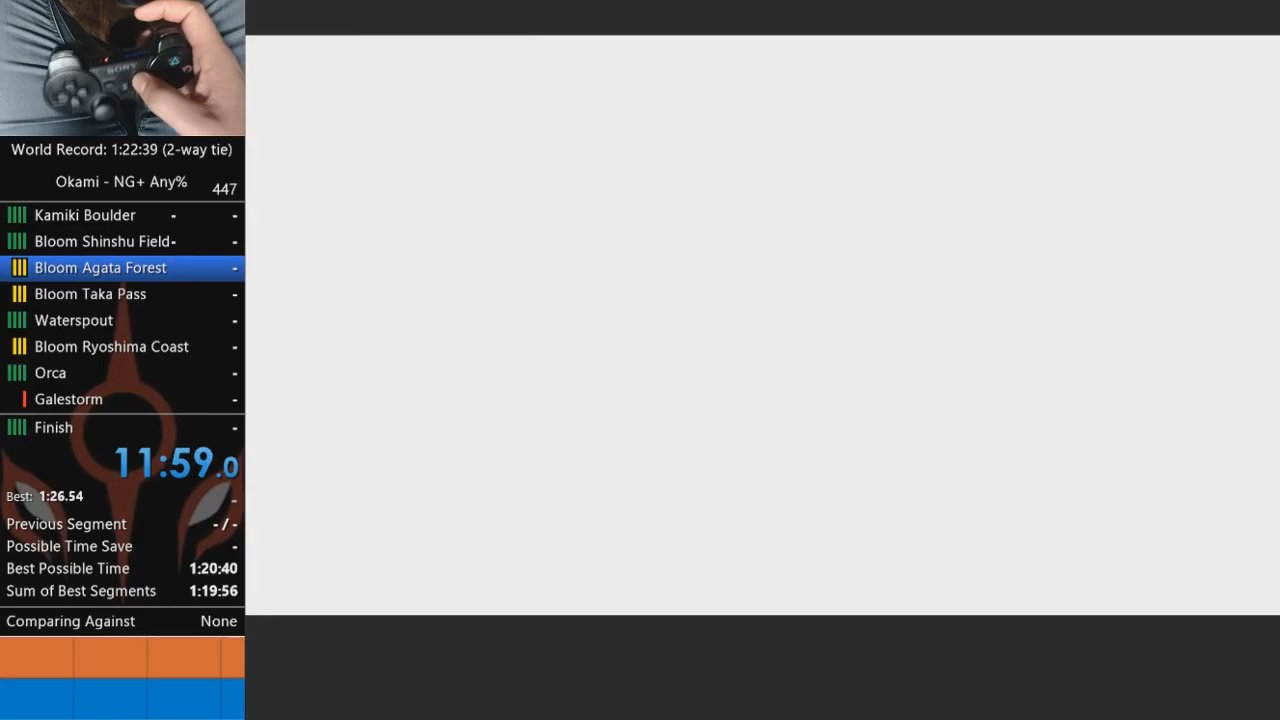 SONY
World Record: 1:22:39 (2-way tie)
Okami - NG+ Any% 447
Kamiki Boulder - -
Bloom Shinshu Field- -
Bloom Agata Forest -
Bloom Taka Pass -
Waterspout -
Bloom Ryoshima Coast -
Orca -
Galestorm -
Finish -
11:59.0
Best: 1:26.54 -
Previous Segment - / -
Possible Time Save -
Best Possible Time 1:20:40
Sum of Best Segments 1:19:56
Comparing Against None